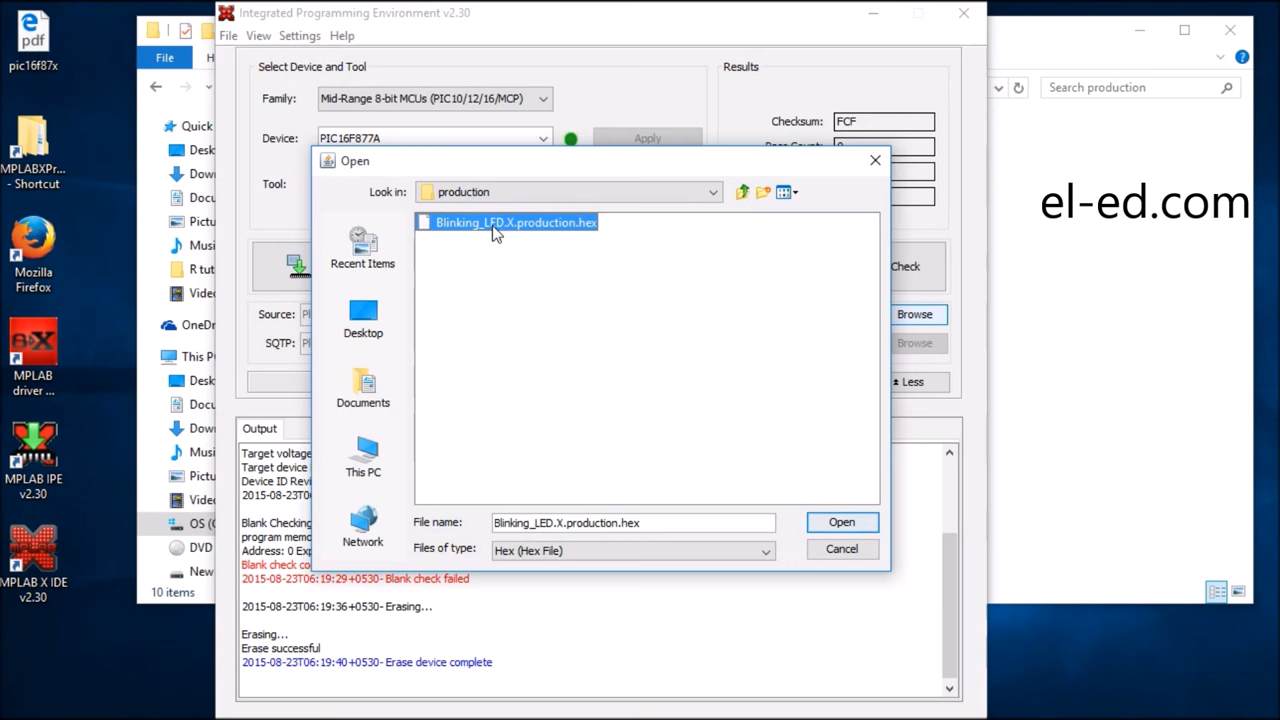 pdf
pic16f87x
MPLABXPr...
- Shortcut
Mozilla
Firefox
MPLAB
driver ...
MPLAB IPE
v2.30
MPLAB X IDE
v2.30
File
Search production
Quick
Desk
Dow
Docu
Pictu
Musi
R tut
Video
OneDr
This P
Desk
Docu
Dow
Musi
Pictu
Video
OS (
DVD
New
10 items
Integrated Programming Environment v2.30
File View Settings Help
Select Device and Tool
Family: Mid-Range 8-bit MCUs (PIC10/12/16/MCP)
Device: PIC16F877A Apply
Tool:
Results
Checksum: FCF
Check
Source: Browse
SQTP: Browse
Less
Open
Look in: production
Blinking_LED.X.production.hex
Recent Items
Desktop
Documents
This PC
Network
File name: Blinking_LED.X.production.hex Open
Files of type: Hex (Hex File) Cancel
Output
Target voltage
Target device
Device ID Revi
2015-08-23T0
Blank Checking
program memo
Address: 0 Exp
Blank check co
2015-08-23T06:19:29+0530- Blank check failed
2015-08-23T06:19:36+0530- Erasing...
Erasing...
Erase successful
2015-08-23T06:19:40+0530- Erase device complete
el-ed.com